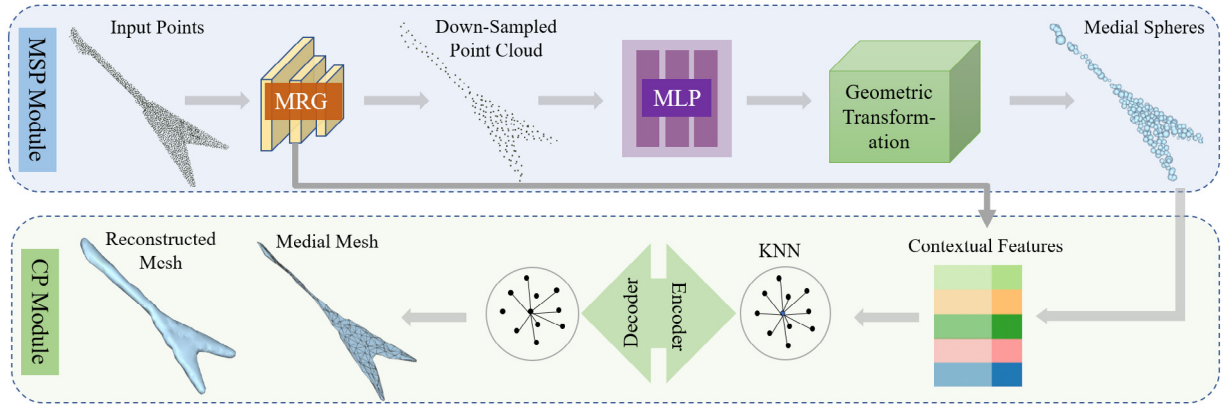 MSP Module
Input Points
MRG
Down-Sampled
Point Cloud
MLP
Geometric
Transform-
ation
Medial Spheres
CP Module
Reconstructed
Mesh
Medial Mesh
Decoder
Encoder
KNN
Contextual Features